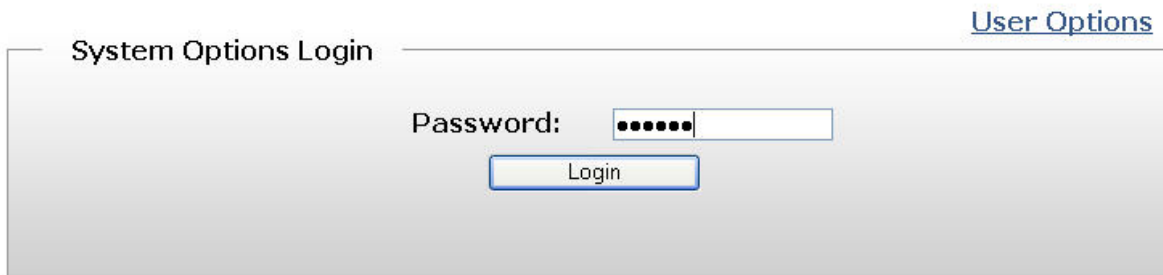 User Options
System Options Login
Password: ••••••
Login